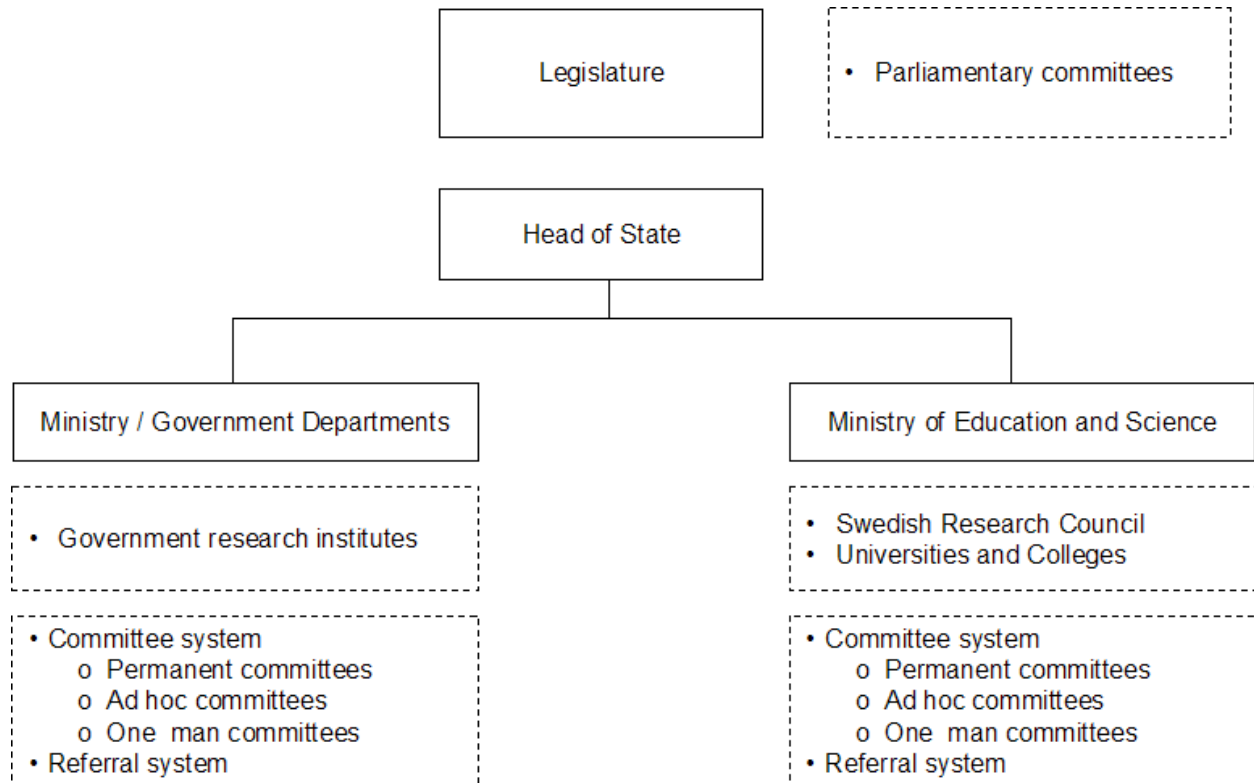 Legislature
• Parliamentary committees
Head of State
Ministry / Government Departments
• Government research institutes
• Committee system
o Permanent committees
o Ad hoc committees
o One man committees
• Referral system
Ministry of Education and Science
• Swedish Research Council
• Universities and Colleges
• Committee system
o Permanent committees
o Ad hoc committees
o One man committees
• Referral system